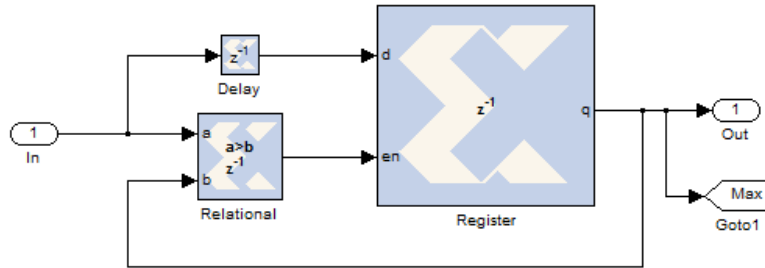 z-1
Delay
d
1
In
a
a>b
z-1
b
Relational
en
z-1
q
Register
1
Out
Max
Goto1